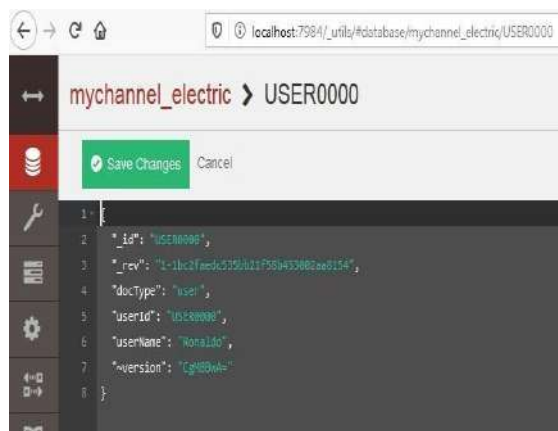 localhost:7984/_utils/#database/mychannel_electric/USER0000
mychannel_electric > USER0000
Save Changes Cancel
1 {
2 "_id": "USER0000",
3 "_rev":
4 "docType": "user",
5 "userId": "USER0000",
6 "userName": "Ronaldo",
7 "~version":
8 }